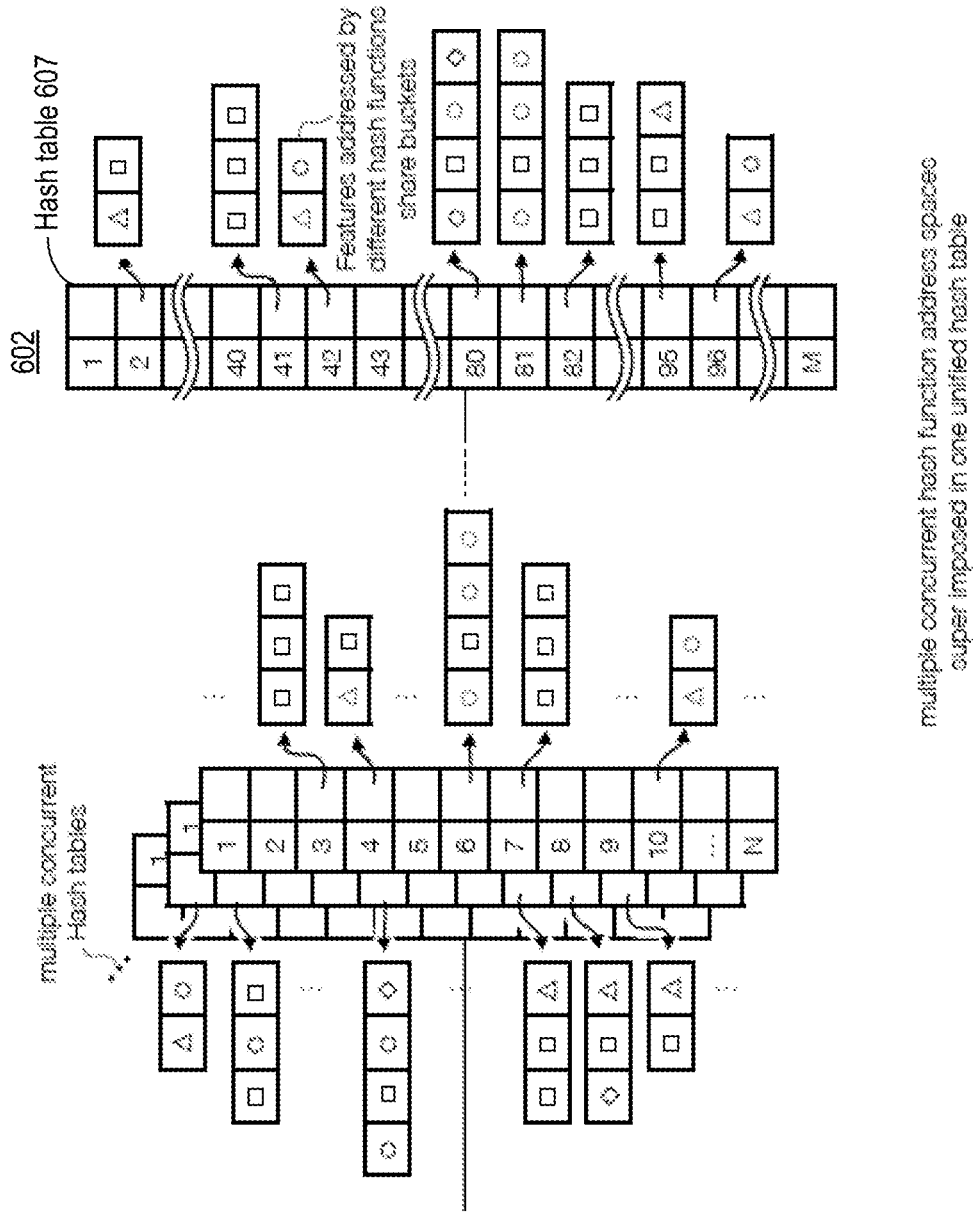 602
Hash table 607
1
2
40
41
42
43
80
81
82
95
96
M
Features addressed by
different hash functions
share buckets
multiple concurrent
Hash tables
1
1
1
2
3
4
5
6
7
8
9
10
...
N
multiple concurrent hash function address spaces
super imposed in one unified hash table